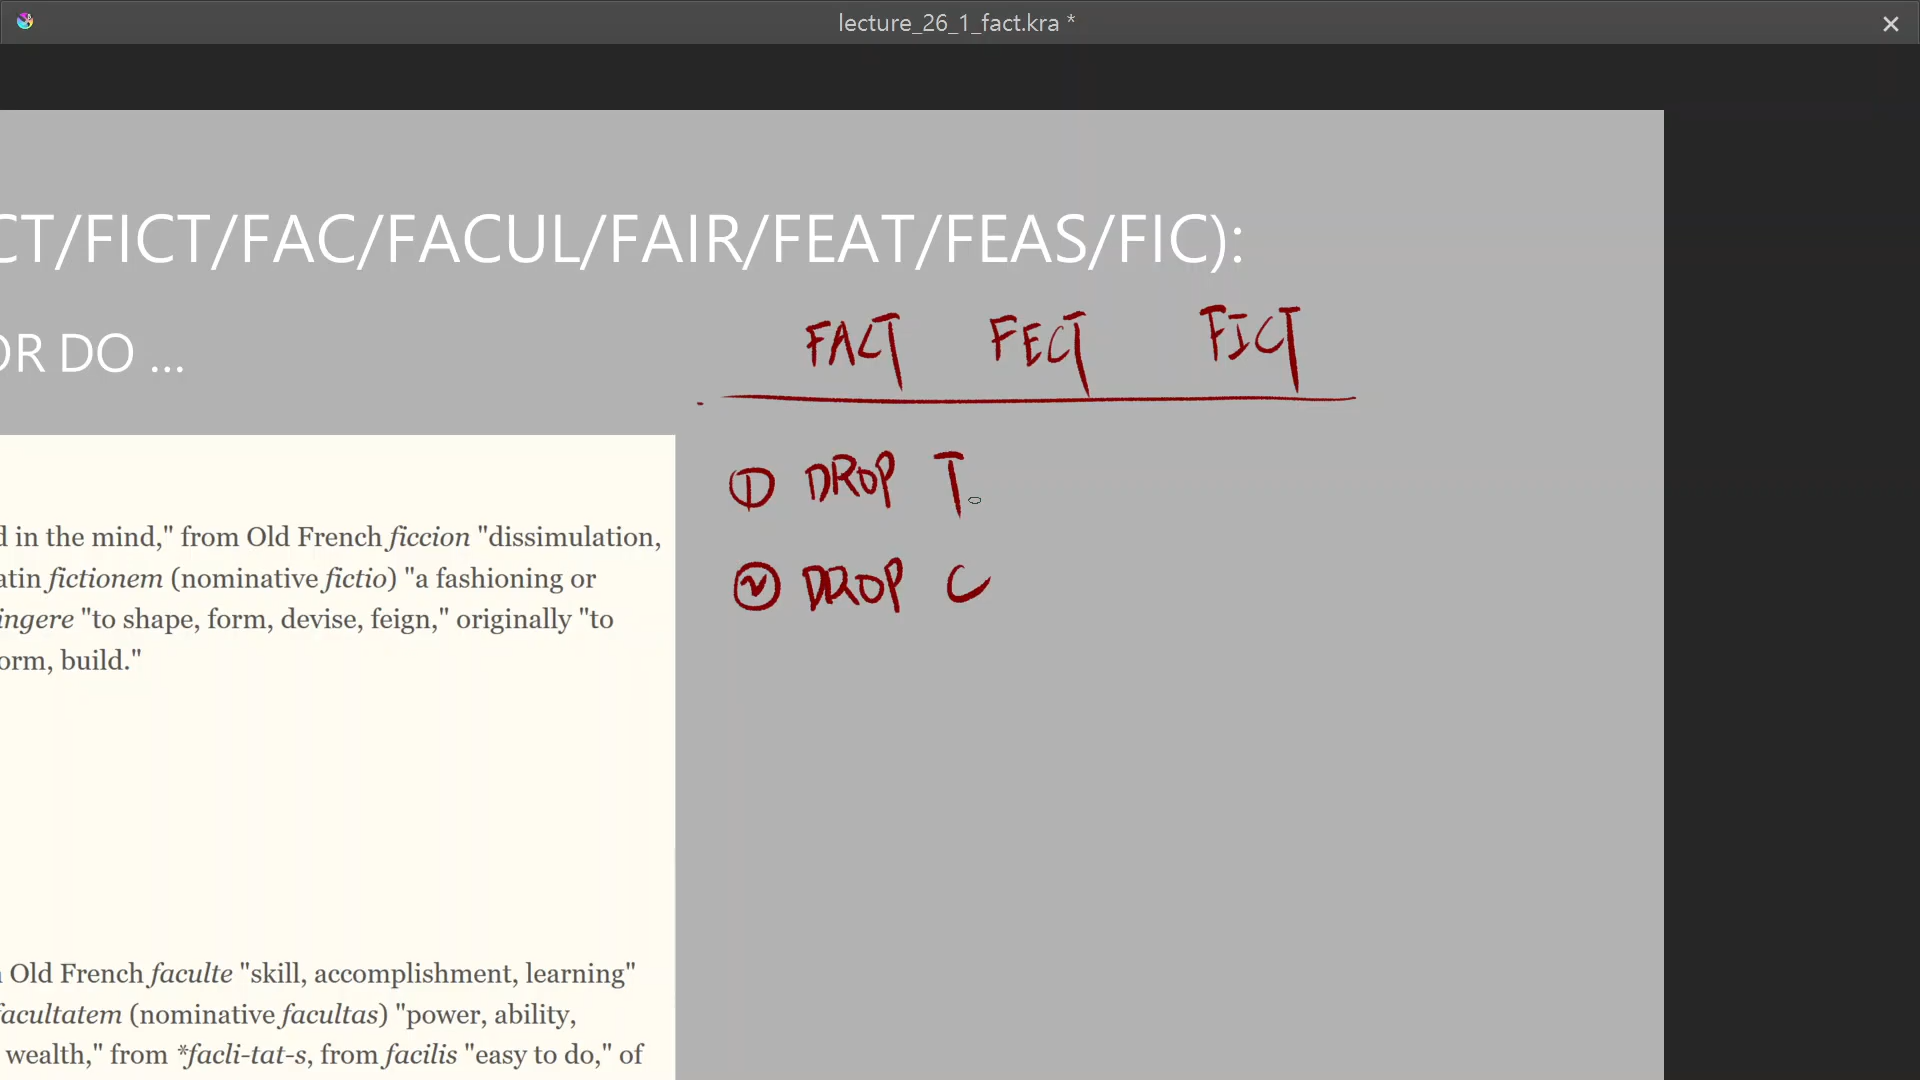 lecture_26_1_fact.kra *
CT/FICT/FAC/FACUL/FAIR/FEAT/FEAS/FIC):
OR DO ...
FACT FECT FICT
1 DROP T
2 DROP C
d in the mind," from Old French ficcion "dissimulation,
atin fictionem (nominative fictio) "a fashioning or
ingere "to shape, form, devise, feign," originally "to
orm, build."
Old French faculte "skill, accomplishment, learning"
facultatem (nominative facultas) "power, ability,
wealth," from *facli-tat-s, from facilis "easy to do," of